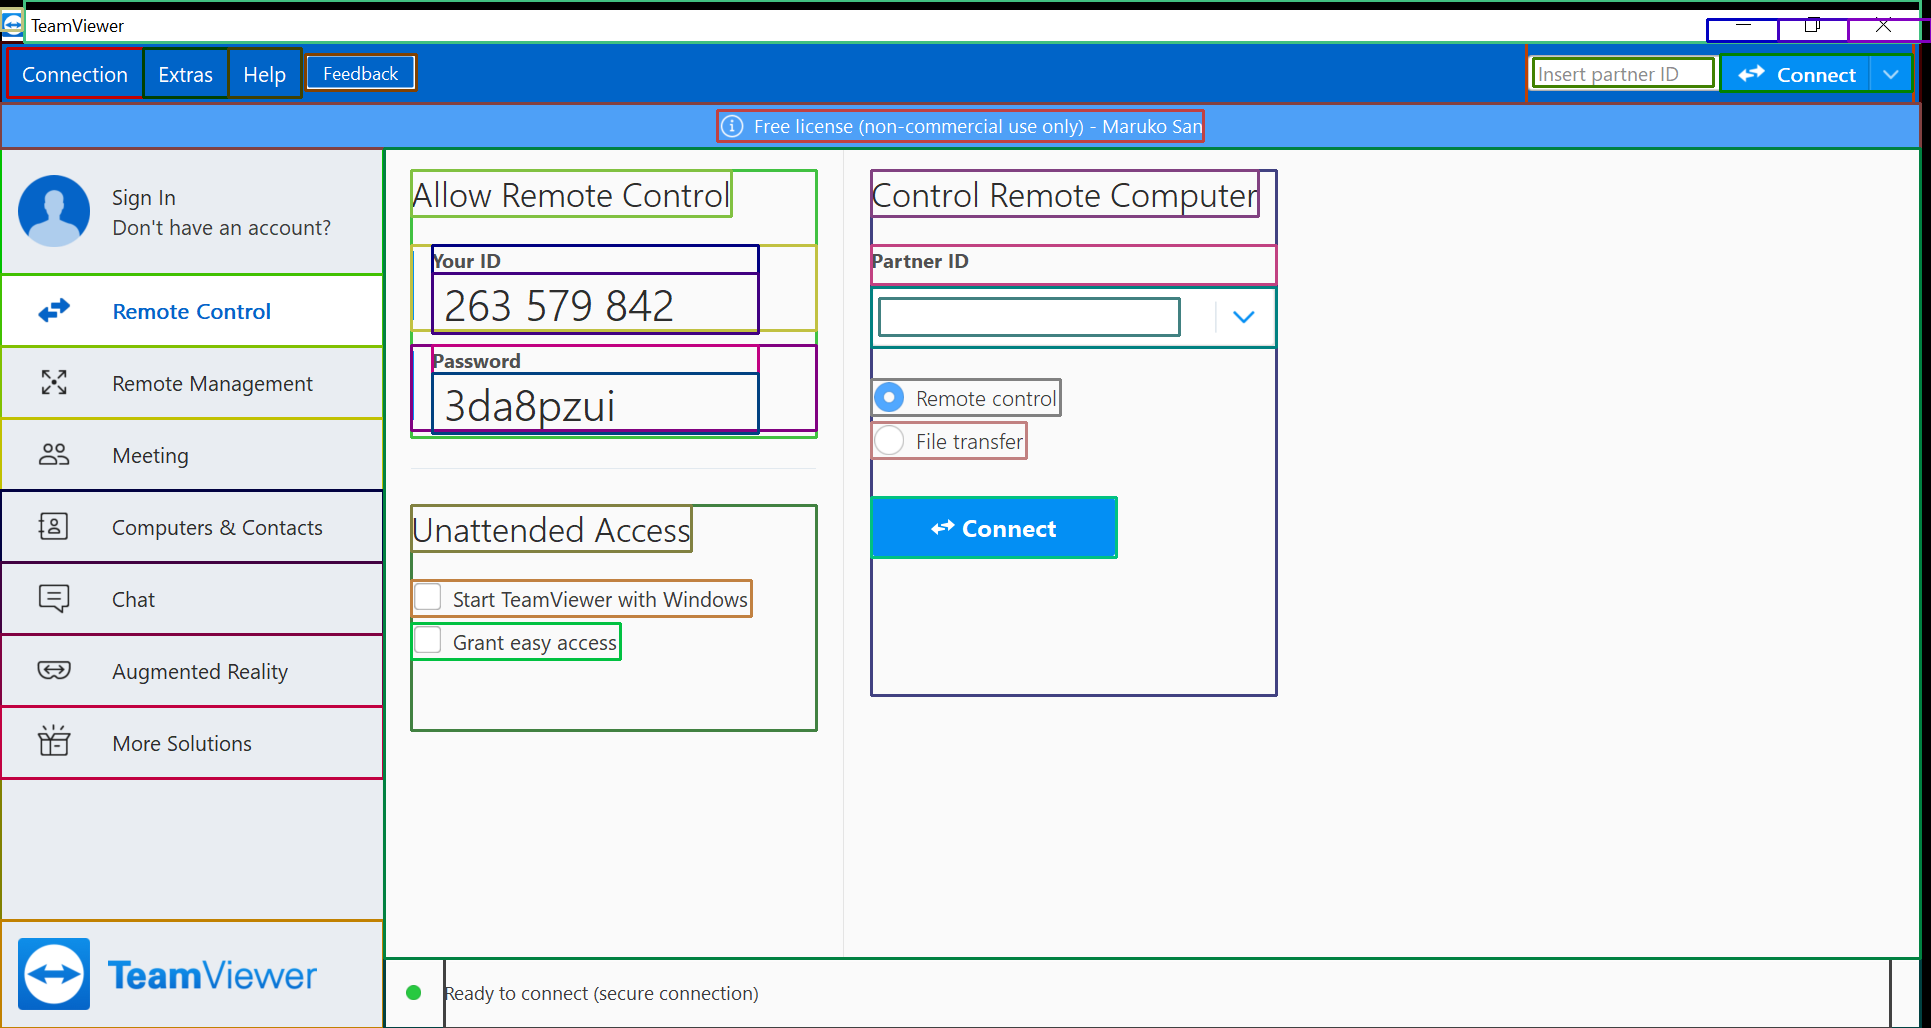 TeamViewer
Connection Extras Help Feedback Insert partner ID Connect
Free license (non-commercial use only) - Maruko San
Sign In
Don't have an account?
Remote Control
Remote Management
Meeting
Computers & Contacts
Chat
Augmented Reality
More Solutions
TeamViewer
Allow Remote Control
Your ID
263 579 842
Password
3da8pzui
Unattended Access
Start TeamViewer with Windows
Grant easy access
Control Remote Computer
Partner ID
Remote control
File transfer
Connect
Ready to connect (secure connection)